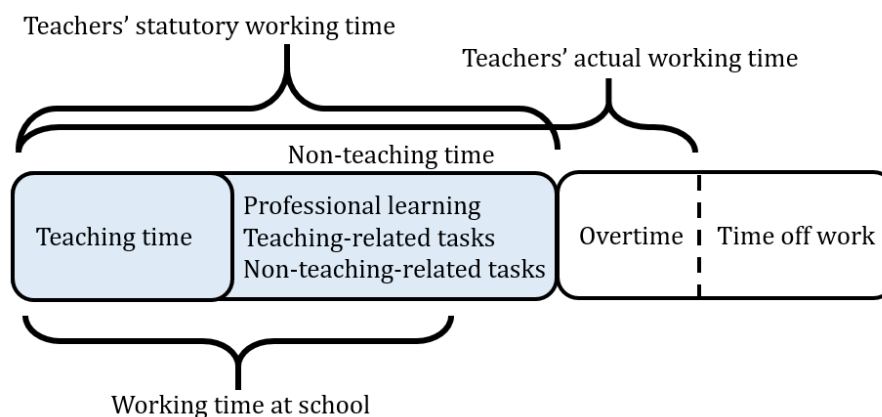 Teachers’ statutory working time
Teachers’ actual working time
Non-teaching time
Teaching time
Professional learning
Teaching-related tasks
Non-teaching-related tasks
Overtime
Time off work
Working time at school